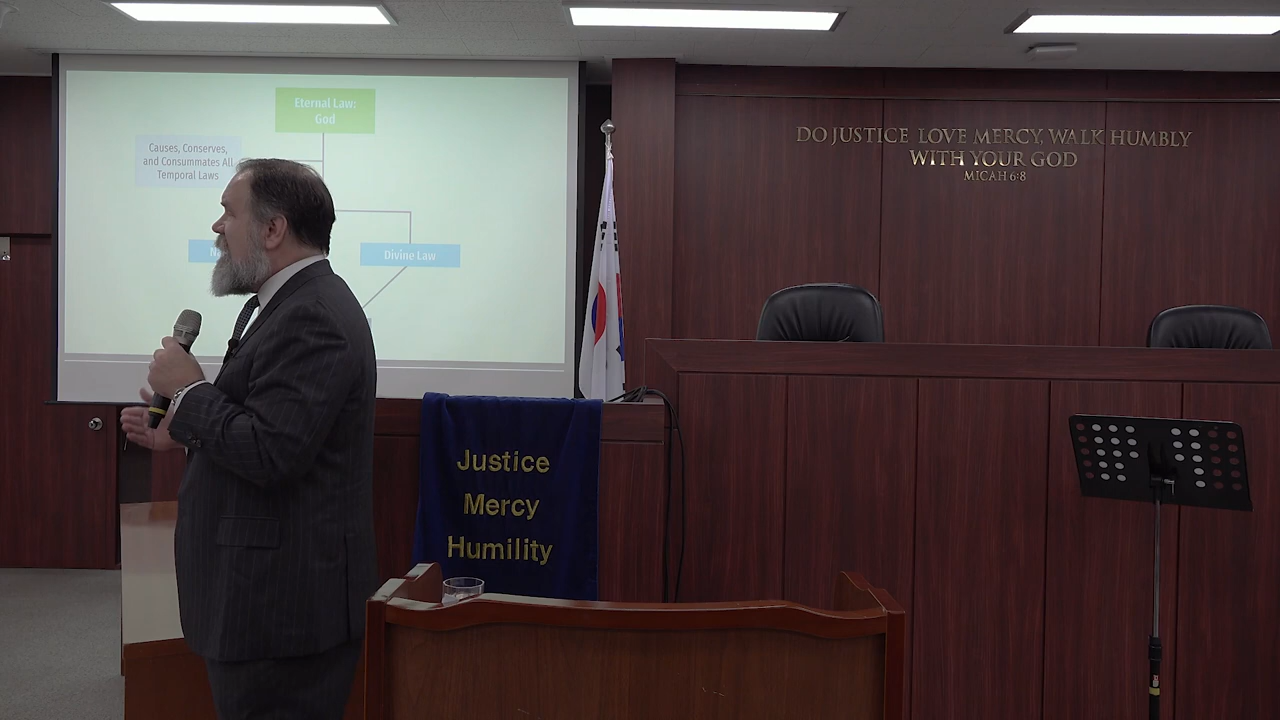 Eternal Law:
God
Causes, Conserves,
and Consummates All
Temporal Laws
Divine Law
DO JUSTICE LOVE MERCY, WALK HUMBLY
WITH YOUR GOD
MICAH 6:8
Justice
Mercy
Humility